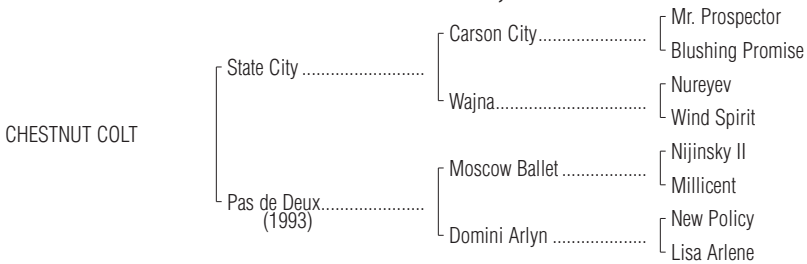 Mr. Prospector
Carson City......................
Blushing Promise
State City .........................
Nureyev
Wajna...............................
Wind Spirit
CHESTNUT COLT
Nijinsky II
Moscow Ballet .................
Millicent
Pas de Deux.....................
(1993)
New Policy
Domini Arlyn ...................
Lisa Arlene